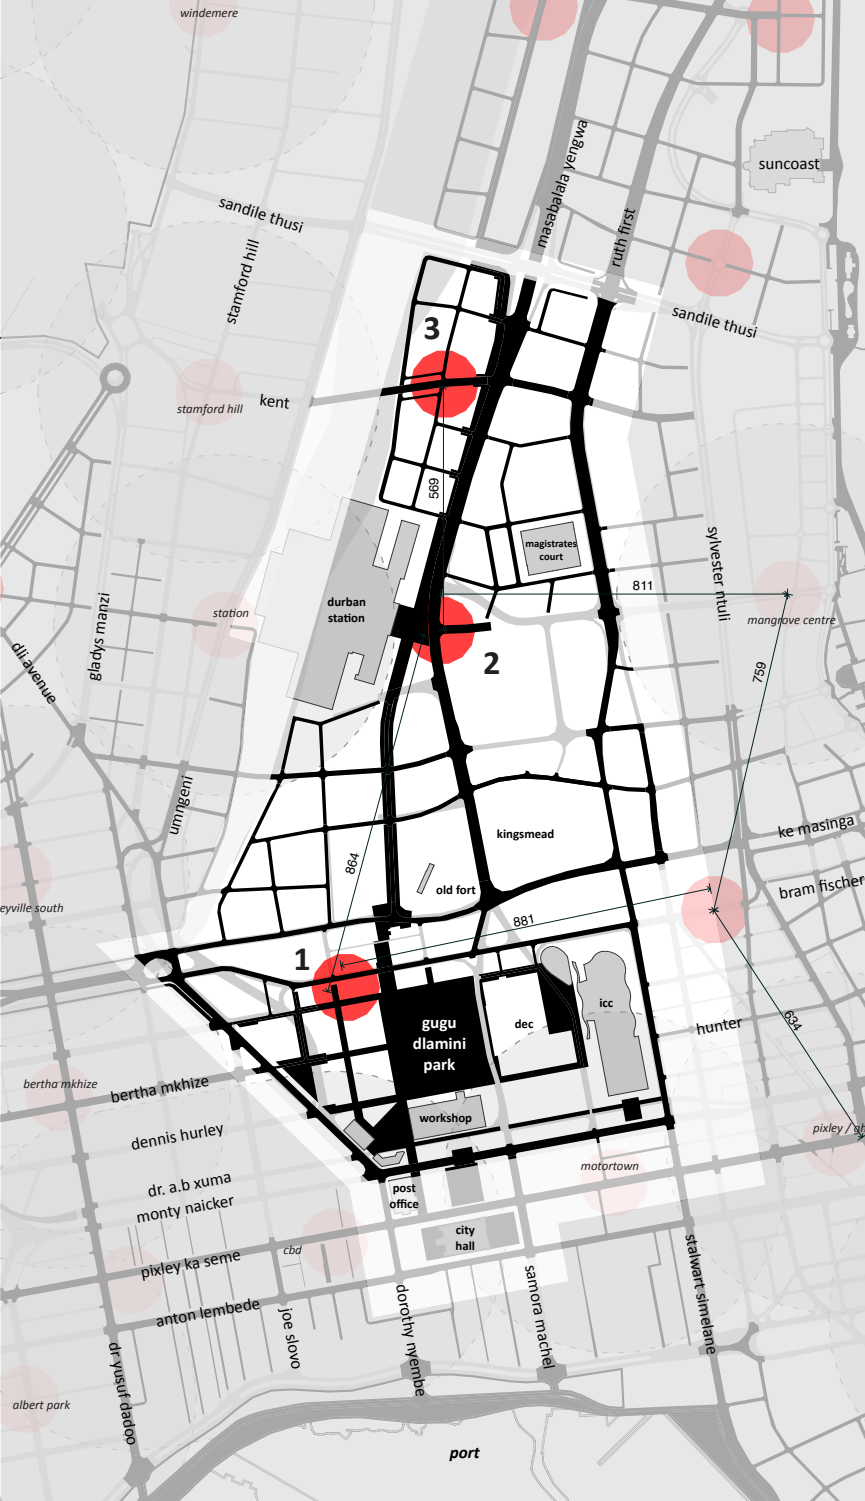 windemere
suncoast
masabalala yengwa
sandile thusi
ruth first
stamford hill
sandile thusi
3
kent
stamford hill
569
magistrates
court
sylvester ntuli
811
durban
station
station
mangrove centre
gladys manzi
dli avenue
2
759
umngeni
ke masinga
kingsmead
864
bram fischer
old fort
eyville south
881
1
icc
gugu
dlamini
park
dec
hunter
634
bertha mkhize
bertha mkhize
workshop
dennis hurley
pixley / gh
motortown
dr. a.b xuma
monty naicker
post
office
city
hall
cbd
pixley ka seme
stalwart simelane
samora machel
dorothy nyembe
anton lembede
joe slovo
dr yusuf dadoo
albert park
port